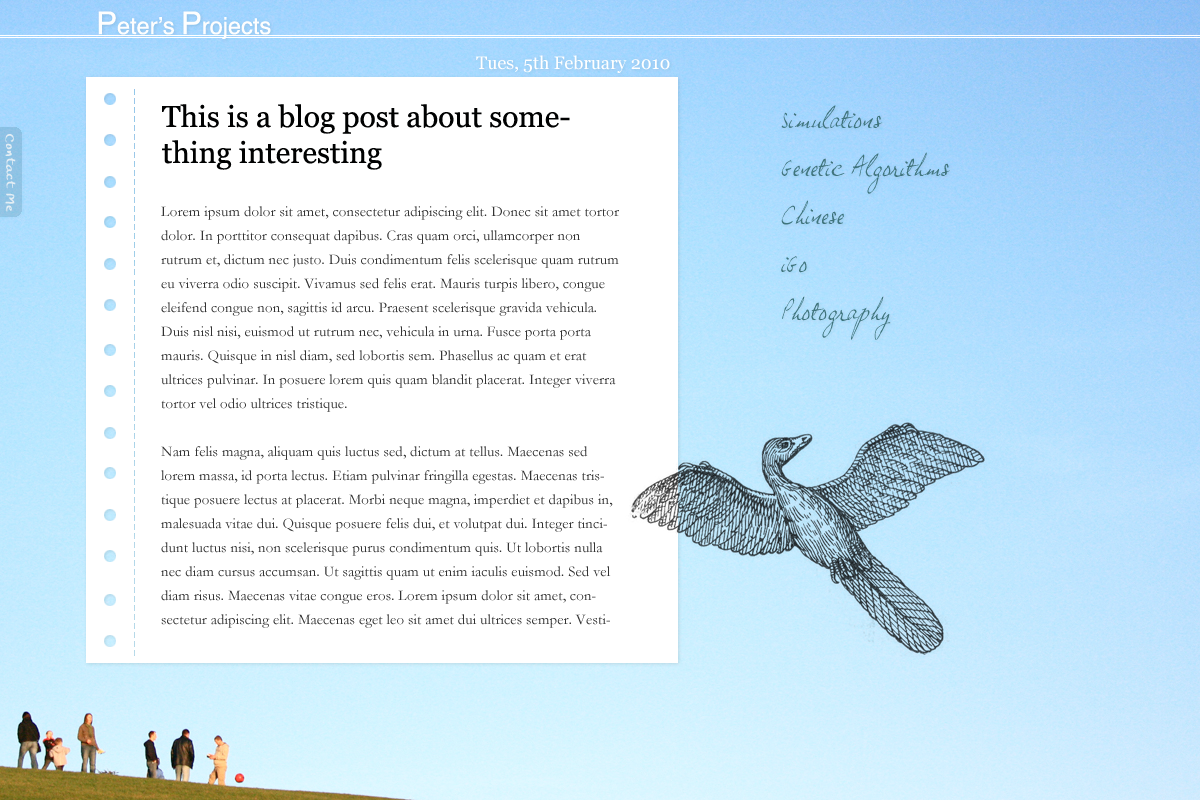 Peter's Projects
Tues, 5th February 2010
Contact Me
This is a blog post about some-
thing interesting
Lorem ipsum dolor sit amet, consectetur adipiscing elit. Donec sit amet tortor
dolor. In porttitor consequat dapibus. Cras quam orci, ullamcorper non
rutrum et, dictum nec justo. Duis condimentum felis scelerisque quam rutrum
eu viverra odio suscipit. Vivamus sed felis erat. Mauris turpis libero, congue
eleifend congue non, sagittis id arcu. Praesent scelerisque gravida vehicula.
Duis nisl nisi, euismod ut rutrum nec, vehicula in urna. Fusce porta porta
mauris. Quisque in nisl diam, sed lobortis sem. Phasellus ac quam et erat
ultrices pulvinar. In posuere lorem quis quam blandit placerat. Integer viverra
tortor vel odio ultrices tristique.
Nam felis magna, aliquam quis luctus sed, dictum at tellus. Maecenas sed
lorem massa, id porta lectus. Etiam pulvinar fringilla egestas. Maecenas tris-
tique posuere lectus at placerat. Morbi neque magna, imperdiet et dapibus in,
malesuada vitae dui. Quisque posuere felis dui, et volutpat dui. Integer tinci-
dunt luctus nisi, non scelerisque purus condimentum quis. Ut lobortis nulla
nec diam cursus accumsan. Ut sagittis quam ut enim iaculis euismod. Sed vel
diam risus. Maecenas vitae congue eros. Lorem ipsum dolor sit amet, con-
sectetur adipiscing elit. Maecenas eget leo sit amet dui ultrices semper. Vesti-
simulations
Genetic Algorithms
Chinese
iGo
Photography